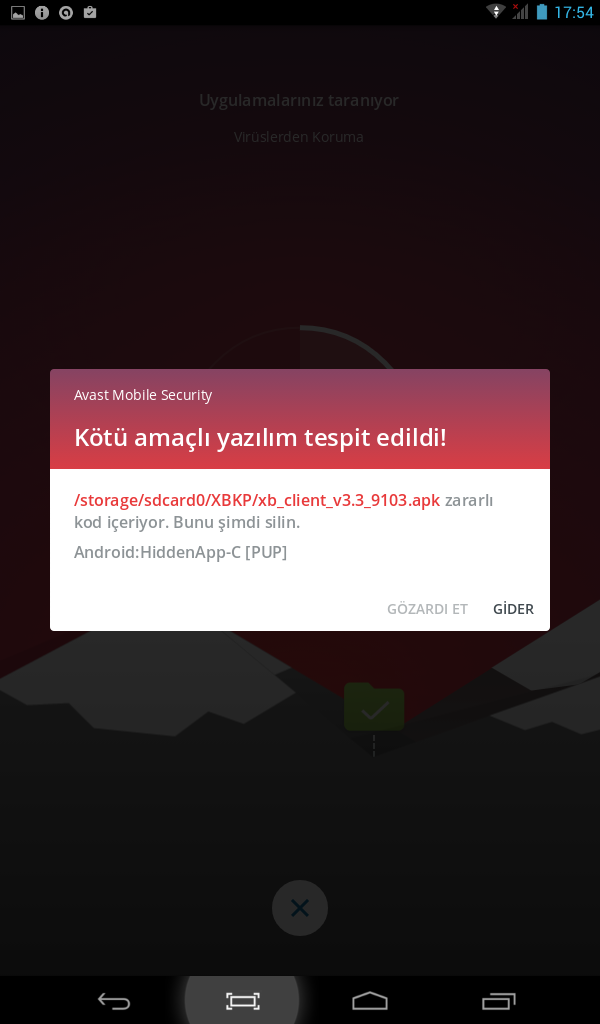 17:54
Uygulamalarınız taranıyor
Virüslerden Koruma
Avast Mobile Security
Kötü amaçlı yazılım tespit edildi!
/storage/sdcard0/XBKP/xb_client_v3.3_9103.apk zararlı
kod içeriyor. Bunu şimdi silin.
Android:HiddenApp-C [PUP]
GÖZARDI ET GİDER